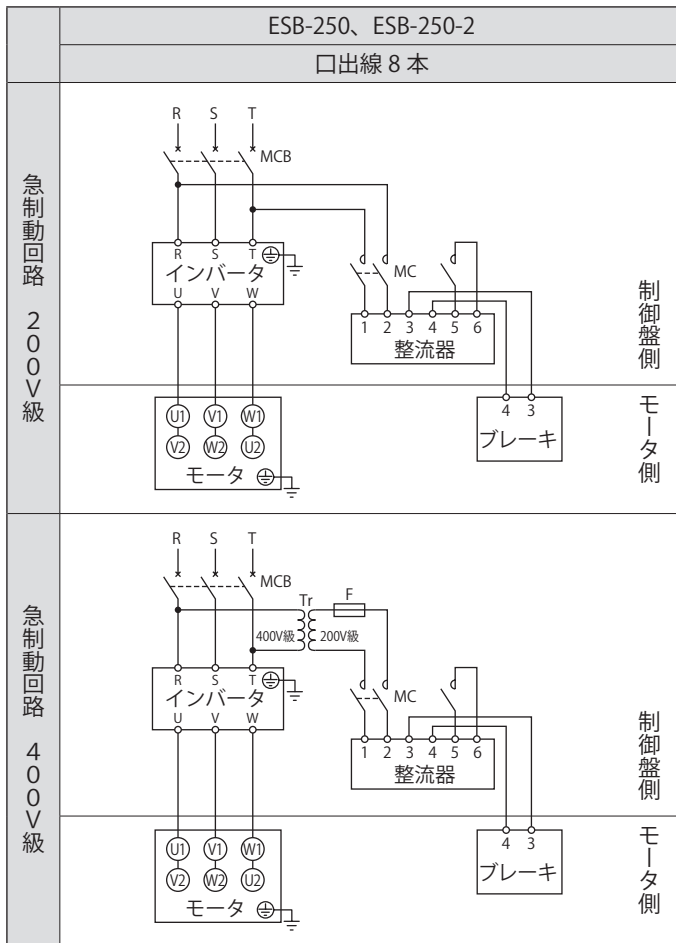 ESB-250、ESB-250-2
口出線 8 本
急制動回路 200V級
R S T
MCB
R S T
インバータ
U V W
MC
1 2 3 4 5 6
整流器
制御盤側
U1 V1 W1
V2 W2 U2
モータ
4 3
ブレーキ
モータ側
急制動回路 400V級
R S T
MCB
Tr F
400V級 200V級
R S T
インバータ
U V W
MC
1 2 3 4 5 6
整流器
制御盤側
U1 V1 W1
V2 W2 U2
モータ
4 3
ブレーキ
モータ側